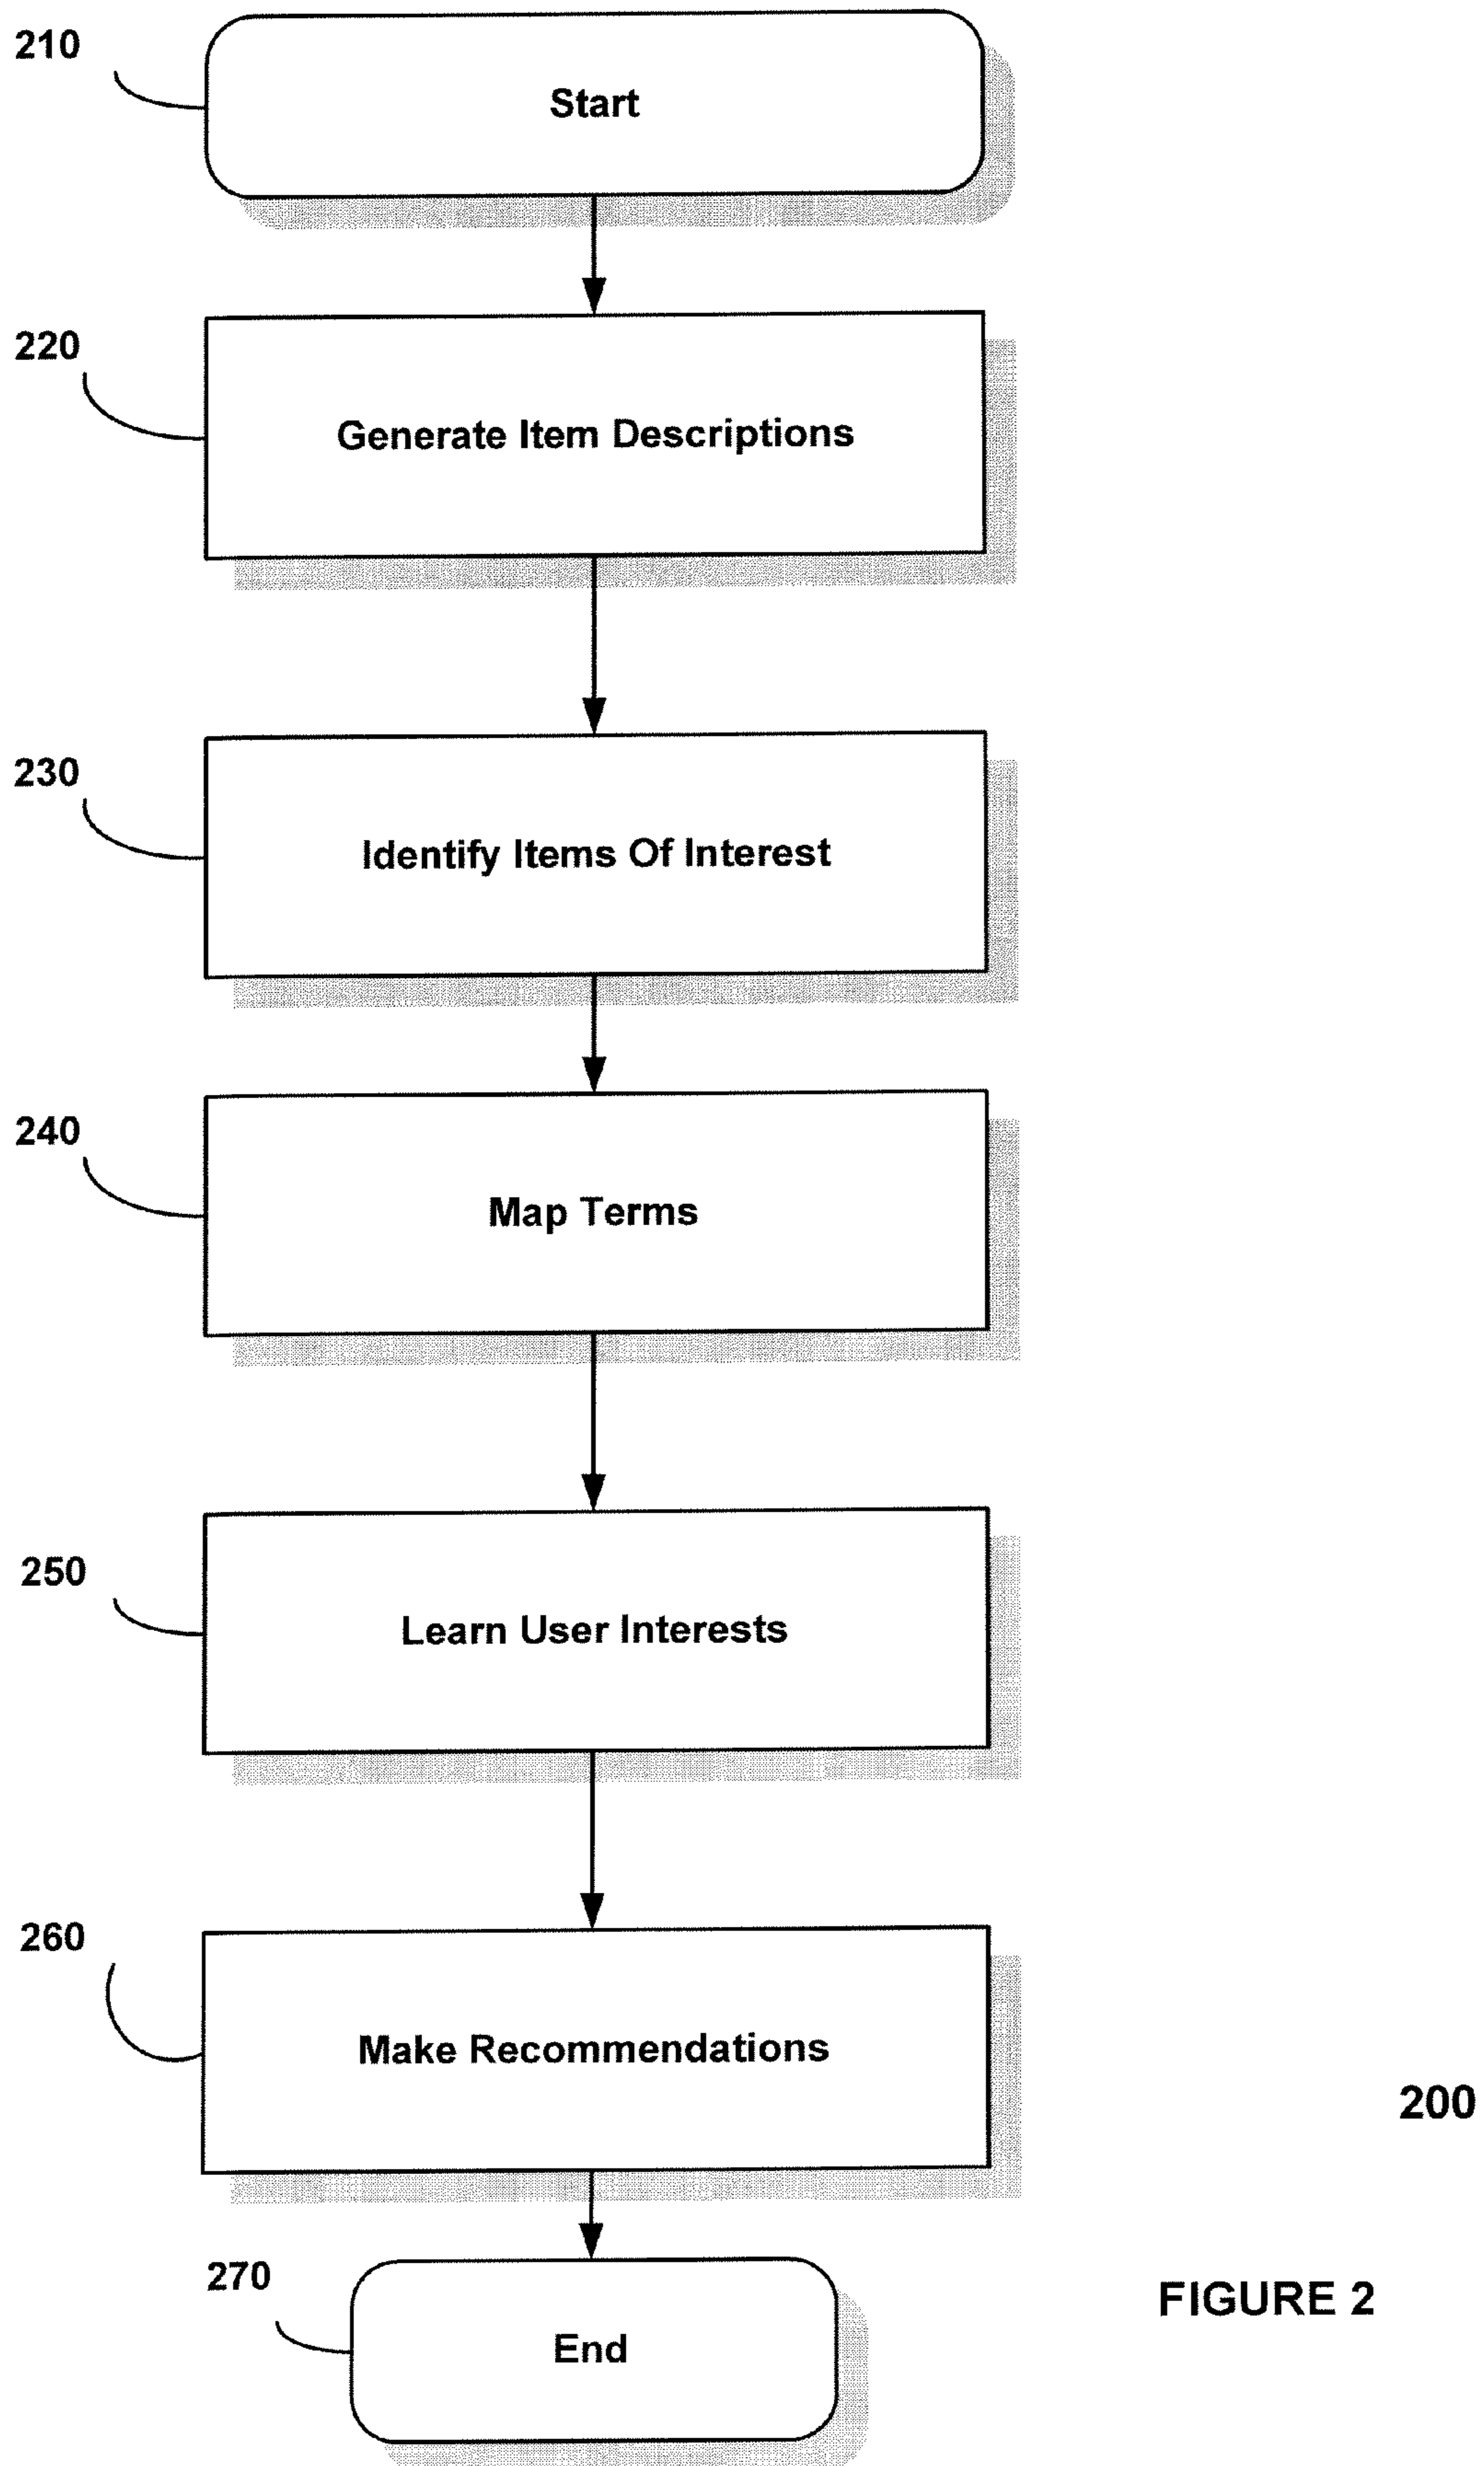 210
Start
220
Generate Item Descriptions
230
Identify Items Of Interest
240
Map Terms
250
Learn User Interests
260
Make Recommendations
200
270
End
FIGURE 2